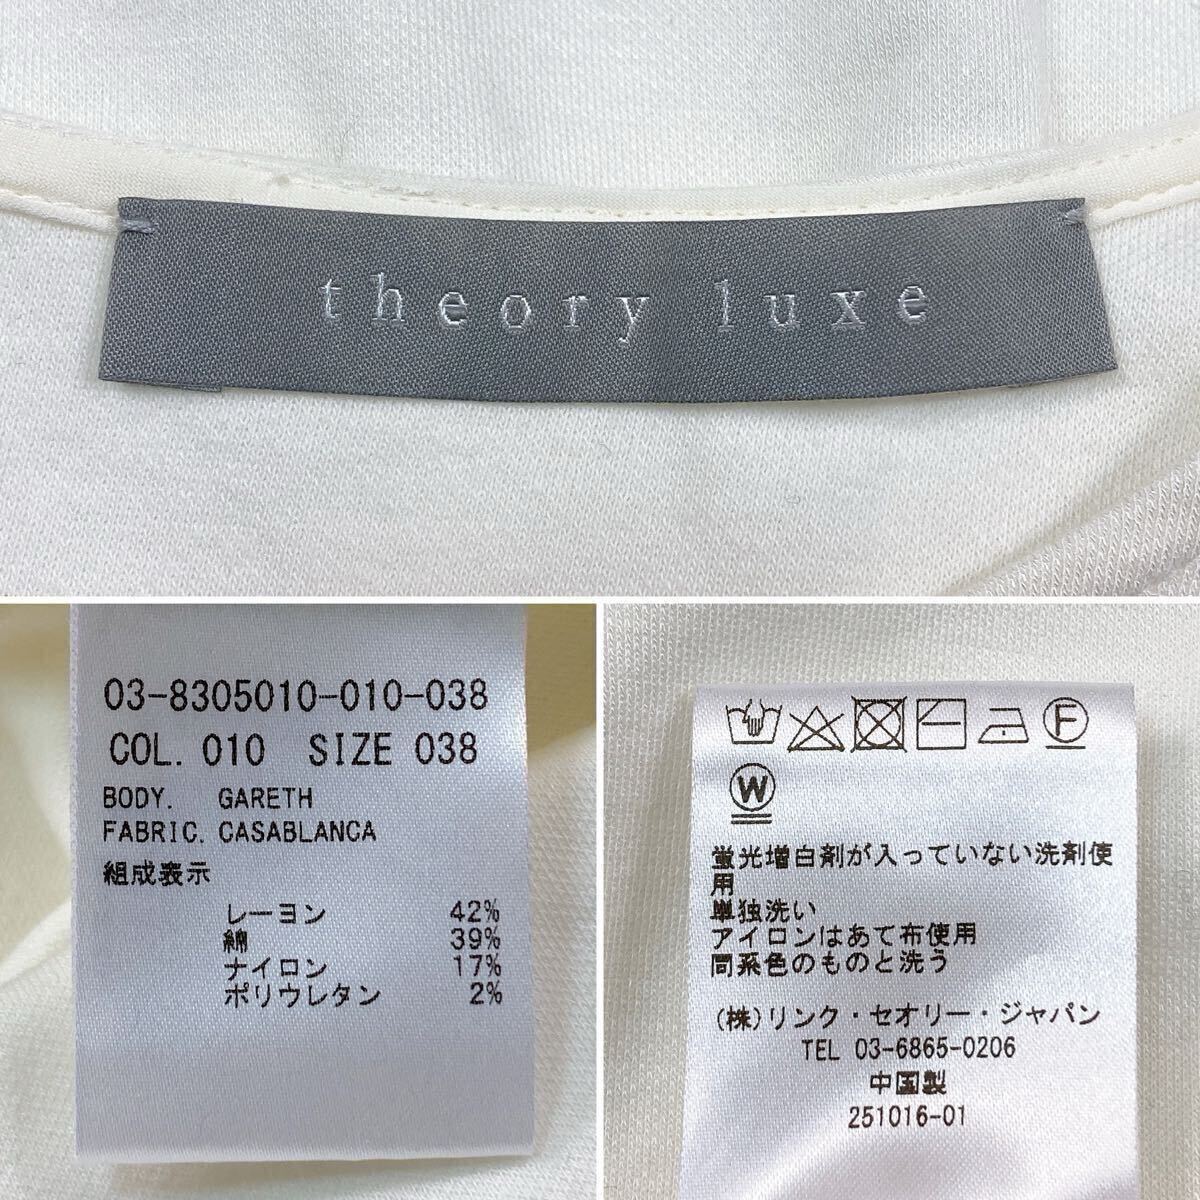 theory luxe
03-8305010-010-038
COL. 010 SIZE 038
BODY. GARETH
FABRIC. CASABLANCA
組成表示
レーヨン 42%
綿 39%
ナイロン 17%
ポリウレタン 2%
F
W
蛍光増白剤が入っていない洗剤使
用
単独洗い
アイロンはあて布使用
同系色のものと洗う
(株)リンク・セオリー・ジャパン
TEL 03-6865-0206
中国製
251016-01